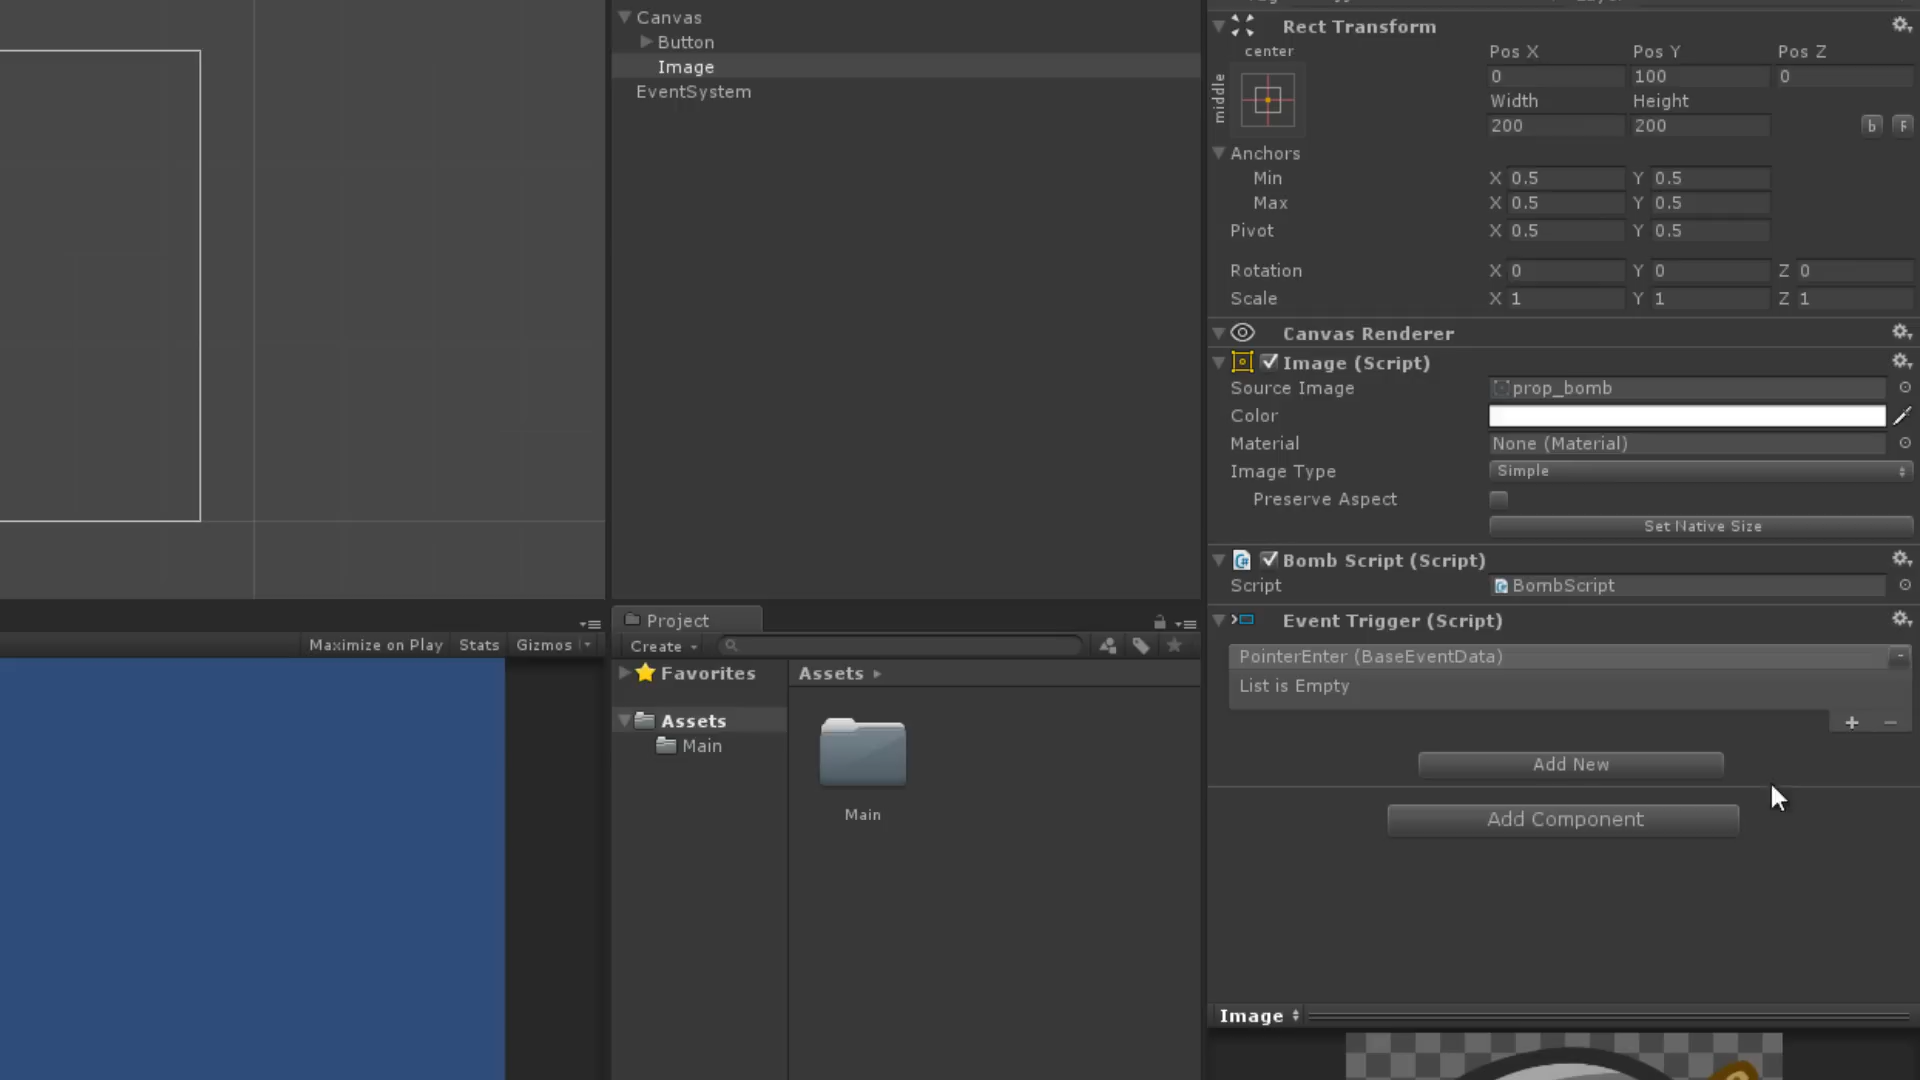 Canvas
Button
Image
EventSystem
Rect Transform
center
middle
Pos X Pos Y Pos Z
0 100 0
Width Height
200 200 b R
Anchors
Min X 0.5 Y 0.5
Max X 0.5 Y 0.5
Pivot X 0.5 Y 0.5
Rotation X 0 Y 0 Z 0
Scale X 1 Y 1 Z 1
Canvas Renderer
Image (Script)
Source Image prop_bomb
Color
Material None (Material)
Image Type Simple
Preserve Aspect
Set Native Size
Bomb Script (Script)
Script BombScript
Event Trigger (Script)
PointerEnter (BaseEventData)
List is Empty
Add New
Add Component
Image
Maximize on Play Stats Gizmos
Project
Create
Favorites
Assets
Main
Assets
Main